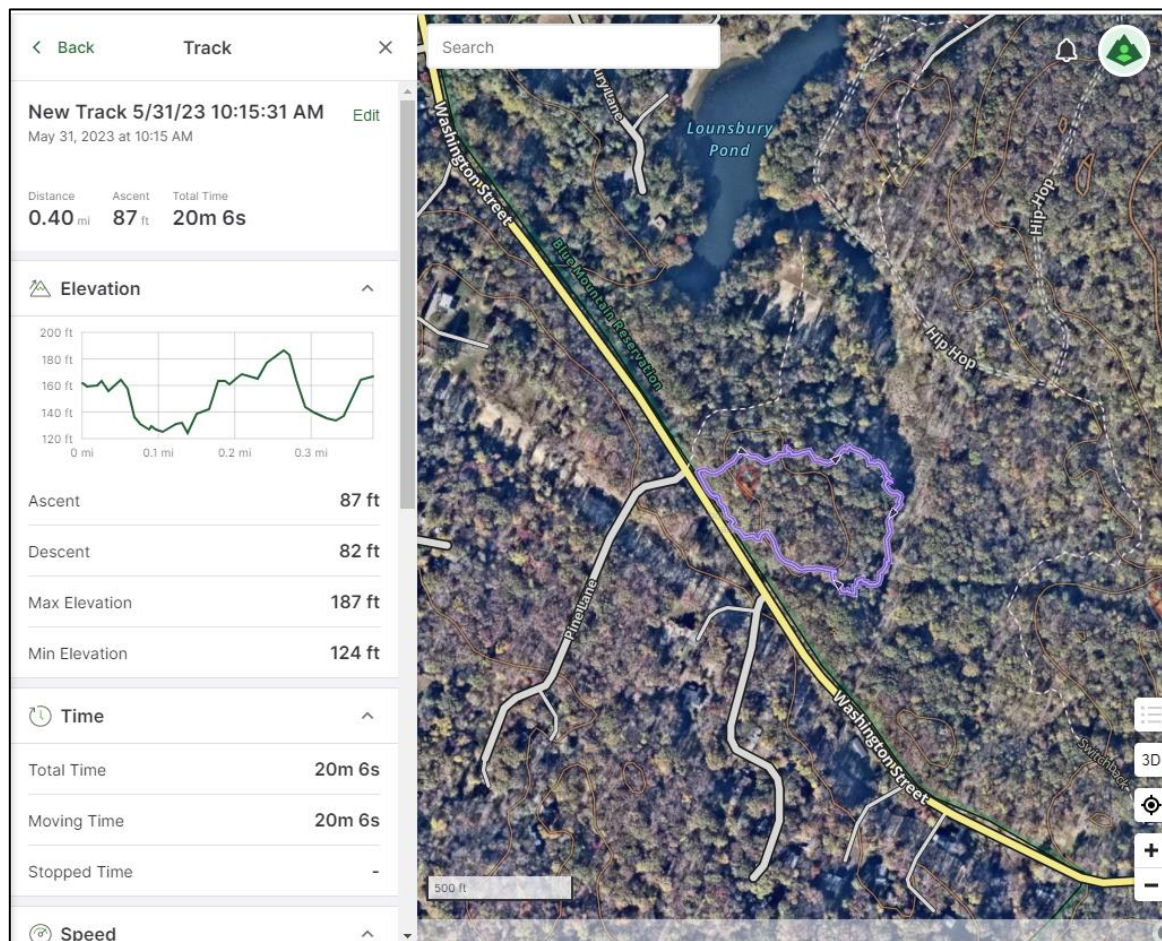 Back
Track
New Track 5/31/23 10:15:31 AM
Edit
May 31, 2023 at 10:15 AM
Distance
Ascent
Total Time
0.40 mi
87 ft
20m 6s
Elevation
200 ft
180 ft
160 ft
140 ft
120 ft
0 mi
0.1 mi
0.2 mi
0.3 mi
Ascent
87 ft
Descent
82 ft
Max Elevation
187 ft
Min Elevation
124 ft
Time
Total Time
20m 6s
Moving Time
20m 6s
Stopped Time
-
Speed
Search
ury Lane
Washington Street
Lounsbury
Pond
Blue Mountain Reservation
Hip Hop
Hip Hop
Pine Lane
Washington Street
Switchback
3D
+
−
500 ft